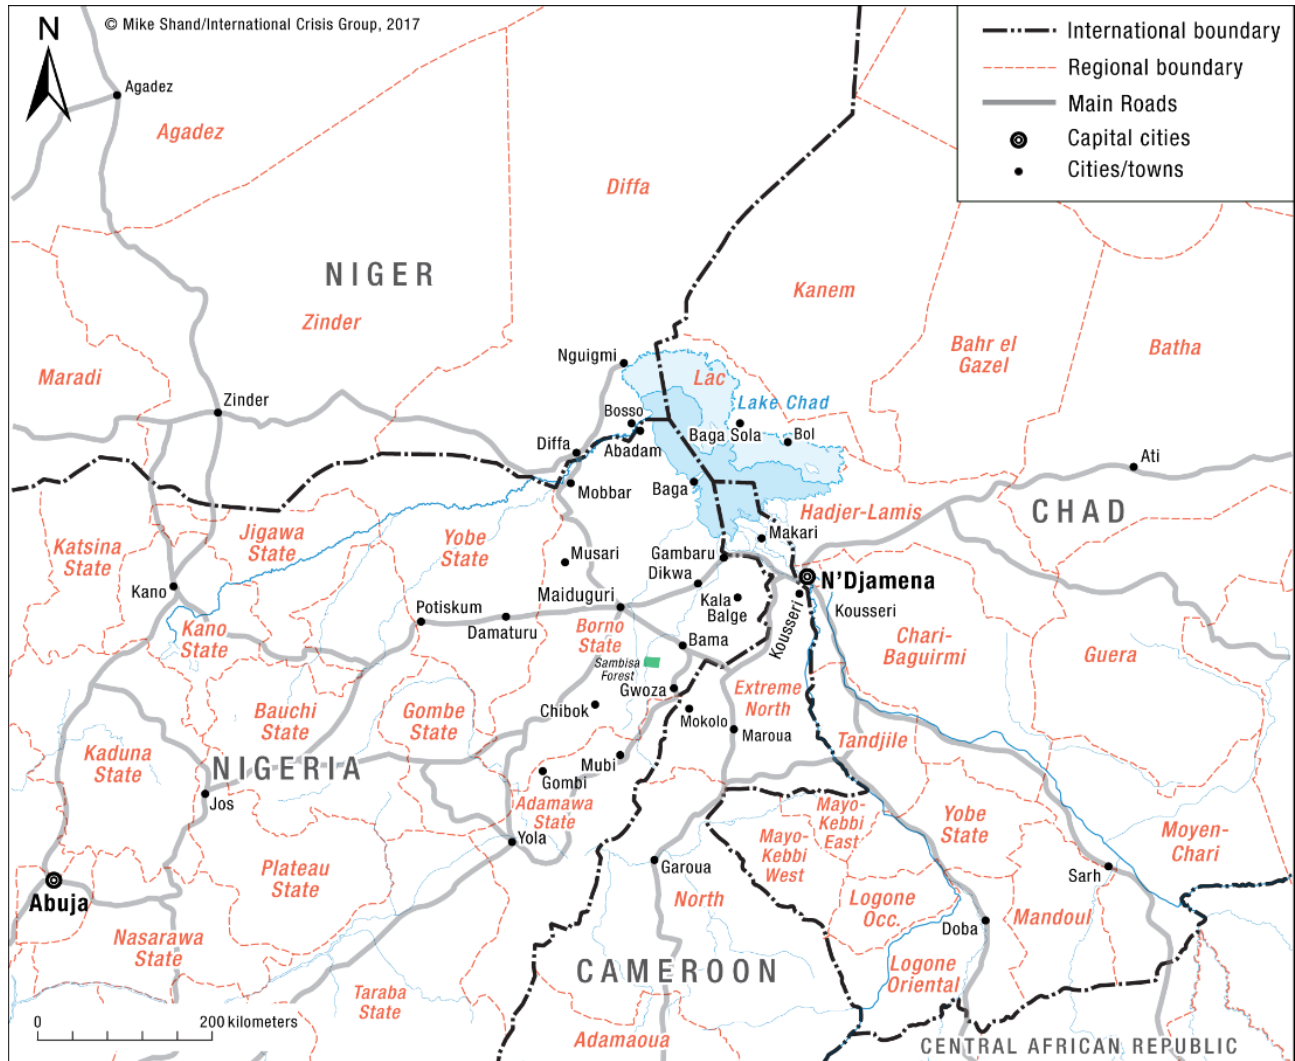 © Mike Shand/International Crisis Group, 2017
N
International boundary
Regional boundary
Main Roads
Capital cities
Cities/towns
Agadez
Agadez
Diffa
NIGER
Zinder
Kanem
Bahr el
Gazel
Batha
Maradi
Nguigmi
Lac
Lake Chad
Zinder
Bosso
Abadam
Baga Sola
Bol
Diffa
Mobbar
Baga
Ati
CHAD
Hadjer-Lamis
Katsina
State
Jigawa
State
Yobe
State
Musari
Gambaru
Makari
Dikwa
N'Djamena
Kano
Maiduguri
Kala
Balge
Kousseri
Kousseri
Potiskum
Damaturu
Kano
State
Borno
State
Bama
Sambisa
Forest
Chari-
Baguirmi
Guera
Gwoza
Extreme
North
Bauchi
State
Gombe
State
Chibok
Mokolo
Maroua
Tandjile
Kaduna
State
NIGERIA
Mubi
Gombi
Jos
Adamawa
State
Mayo-
Kebbi
East
Yobe
State
Moyen-
Chari
Yola
Mayo-
Kebbi
West
Garoua
Plateau
State
Sarh
Abuja
North
Logone
Occ.
Mandoul
Doba
Nasarawa
State
CAMEROON
Logone
Oriental
Taraba
State
0
200 kilometers
Adamaoua
CENTRAL AFRICAN REPUBLIC